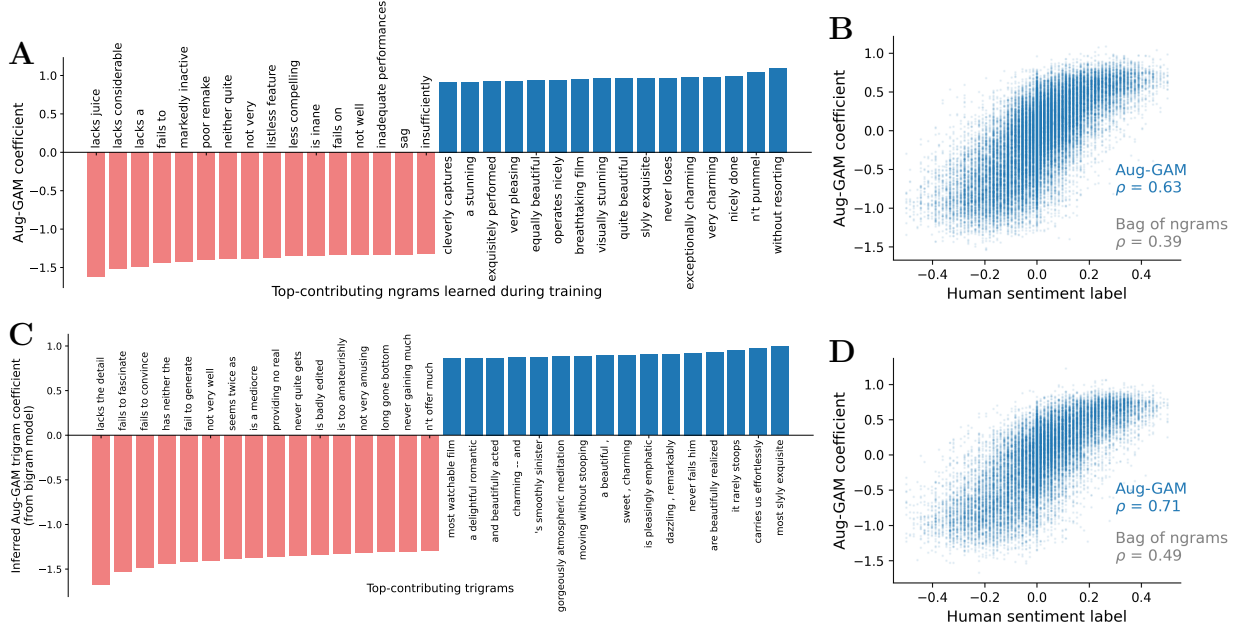 A
Aug-GAM coefficient
1.0
0.5
0.0
−0.5
−1.0
−1.5
lacks juice
lacks considerable
lacks a
fails to
markedly inactive
poor remake
neither quite
not very
listless feature
less compelling
is inane
fails on
not well
inadequate performances
sag
insufficiently
cleverly captures
a stunning
exquisitely performed
very pleasing
equally beautiful
operates nicely
breathtaking film
visually stunning
quite beautiful
slyly exquisite
never loses
exceptionally charming
very charming
nicely done
n't pummel
without resorting
Top-contributing ngrams learned during training
B
Aug-GAM coefficient
1.0
0.5
0.0
−0.5
−1.0
−1.5
Aug-GAM
ρ = 0.63
Bag of ngrams
ρ = 0.39
−0.4
−0.2
0.0
0.2
0.4
Human sentiment label
C
Inferred Aug-GAM trigram coefficient
(from bigram model)
1.0
0.5
0.0
−0.5
−1.0
−1.5
lacks the detail
fails to fascinate
fails to convince
has neither the
fail to generate
not very well
seems twice as
is a mediocre
providing no real
never quite gets
is badly edited
is too amateurishly
not very amusing
long gone bottom
never gaining much
n't offer much
most watchable film
a delightful romantic
and beautifully acted
charming -- and
's smoothly sinister
gorgeously atmospheric meditation
moving without stooping
a beautiful ,
sweet , charming
is pleasingly emphatic
dazzling , remarkably
never fails him
are beautifully realized
it rarely stoops
carries us effortlessly
most slyly exquisite
Top-contributing trigrams
D
Aug-GAM coefficient
1.0
0.5
0.0
−0.5
−1.0
−1.5
Aug-GAM
ρ = 0.71
Bag of ngrams
ρ = 0.49
−0.4
−0.2
0.0
0.2
0.4
Human sentiment label